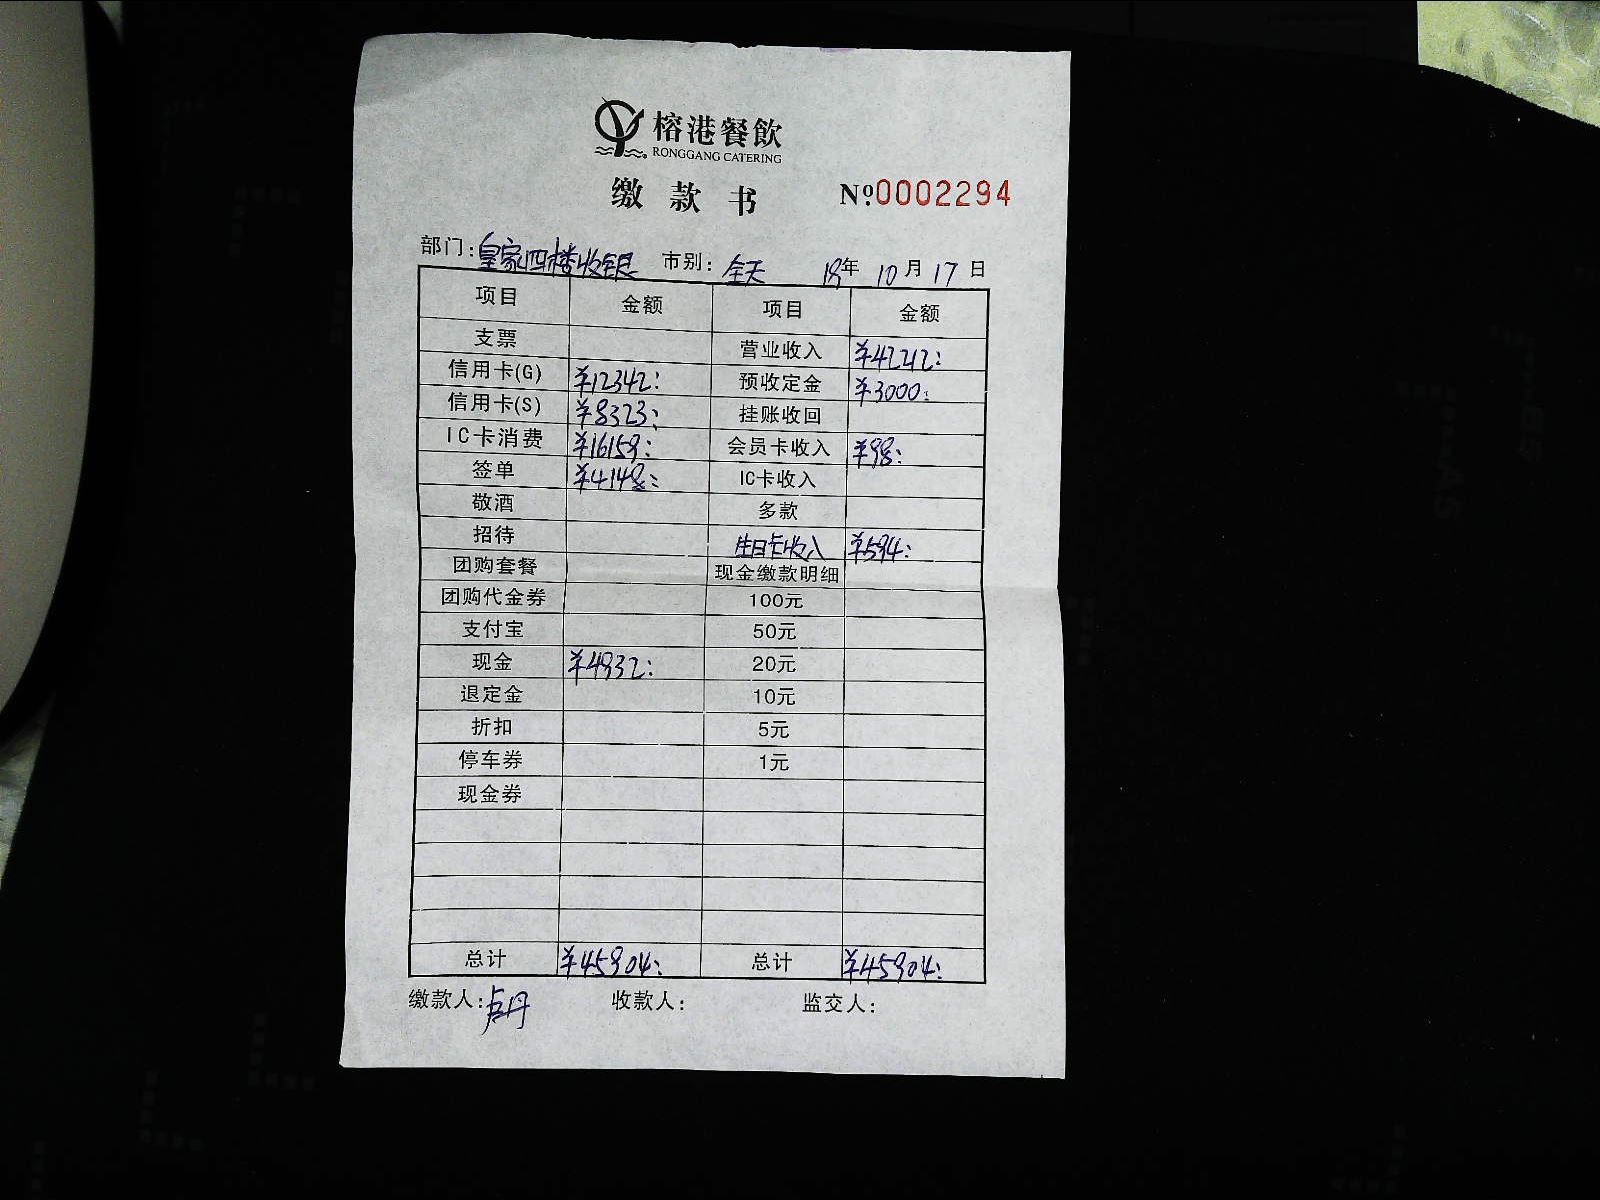 榕港餐飲
RONGGANG CATERING
缴款书 Nº0002294
部门:皇家四楼收银 市别:全天 18年10月17日
项目 金额 项目 金额
支票 营业收入 ¥42212:
信用卡(G) ¥12342: 预收定金 ¥3000:
信用卡(S) ¥8323: 挂账收回
IC卡消费 ¥16159: 会员卡收入 ¥98:
签单 ¥4148: IC卡收入
敬酒 多款
招待 生日卡收入 ¥594:
团购套餐 现金缴款明细
团购代金券 100元
支付宝 50元
现金 ¥4932: 20元
退定金 10元
折扣 5元
停车券 1元
现金券
总计 ¥45904: 总计 ¥45904:
缴款人:卢丹 收款人: 监交人: